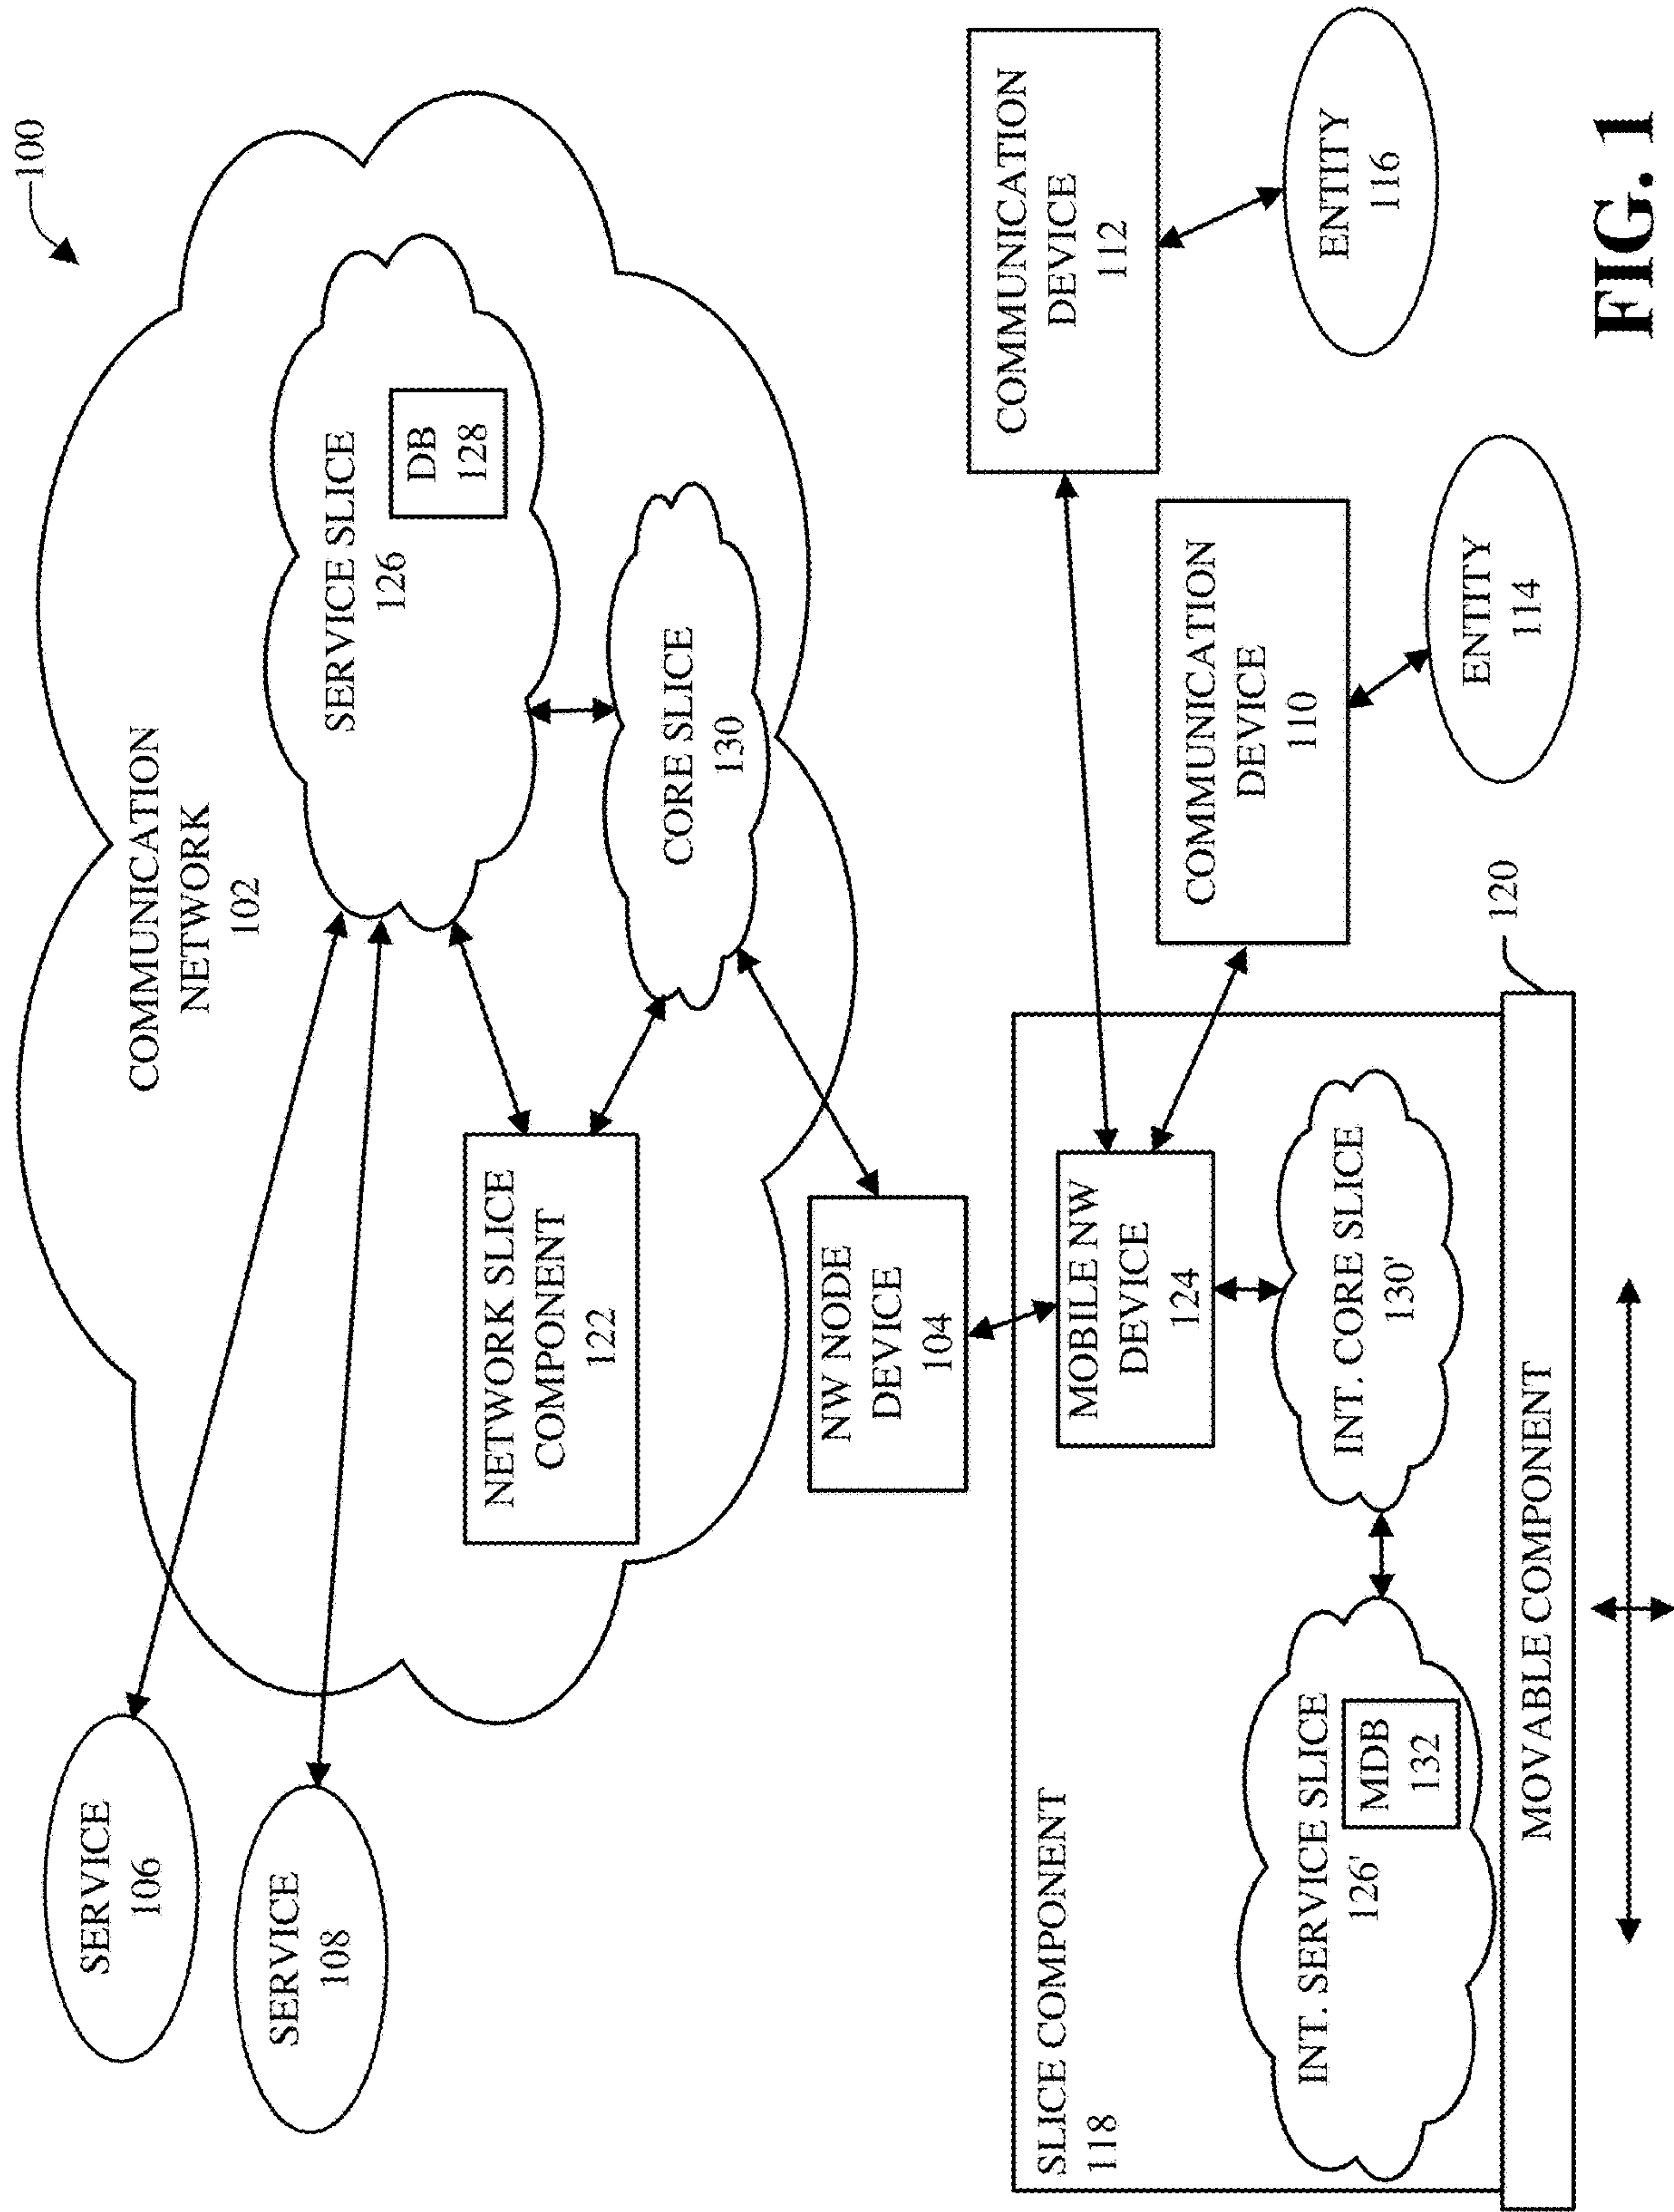 100
COMMUNICATION
NETWORK
102
SERVICE
106
SERVICE
108
SERVICE SLICE
126
DB
128
NETWORK SLICE
COMPONENT
122
CORE SLICE
130
NW NODE
DEVICE
104
COMMUNICATION
DEVICE
112
ENTITY
116
SLICE COMPONENT
118
MOBILE NW
DEVICE
124
COMMUNICATION
DEVICE
110
ENTITY
114
INT. SERVICE SLICE
126'
MDB
132
INT. CORE SLICE
130'
120
MOVABLE COMPONENT
FIG. 1